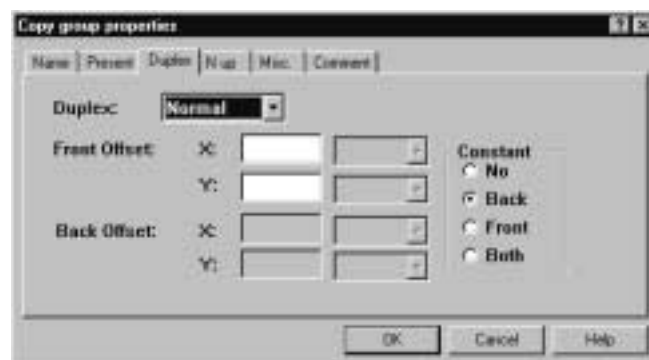 Copy group properties
Name Present Duplex N up Misc. Comment
Duplex: Normal
Front Offset: X:
Y:
Back Offset: X:
Y:
Constant
No
Back
Front
Both
OK Cancel Help